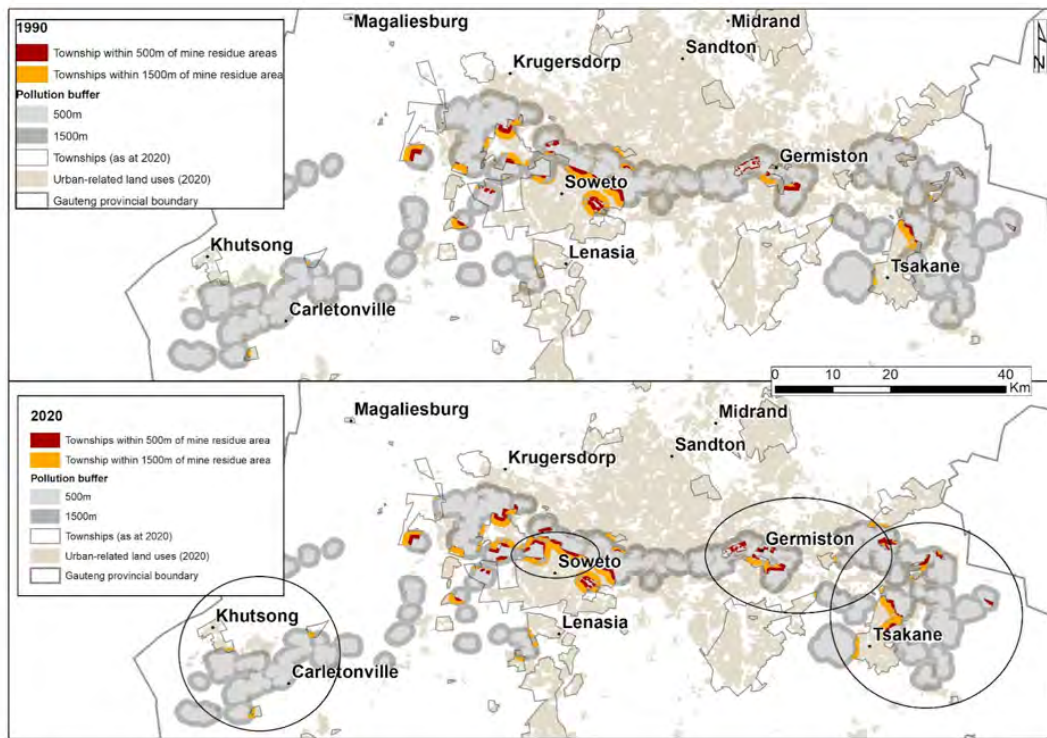 1990
Township within 500m of mine residue areas
Townships within 1500m of mine residue area
Pollution buffer
500m
1500m
Townships (as at 2020)
Urban-related land uses (2020)
Gauteng provincial boundary
Magaliesburg
Midrand
Sandton
Krugersdorp
N
Germiston
Soweto
Khutsong
Lenasia
Tsakane
Carletonville
0 10 20 40
Km
2020
Townships within 500m of mine residue area
Township within 1500m of mine residue area
Pollution buffer
500m
1500m
Townships (as at 2020)
Urban-related land uses (2020)
Gauteng provincial boundary
Magaliesburg
Midrand
Sandton
Krugersdorp
Germiston
Soweto
Khutsong
Lenasia
Tsakane
Carletonville